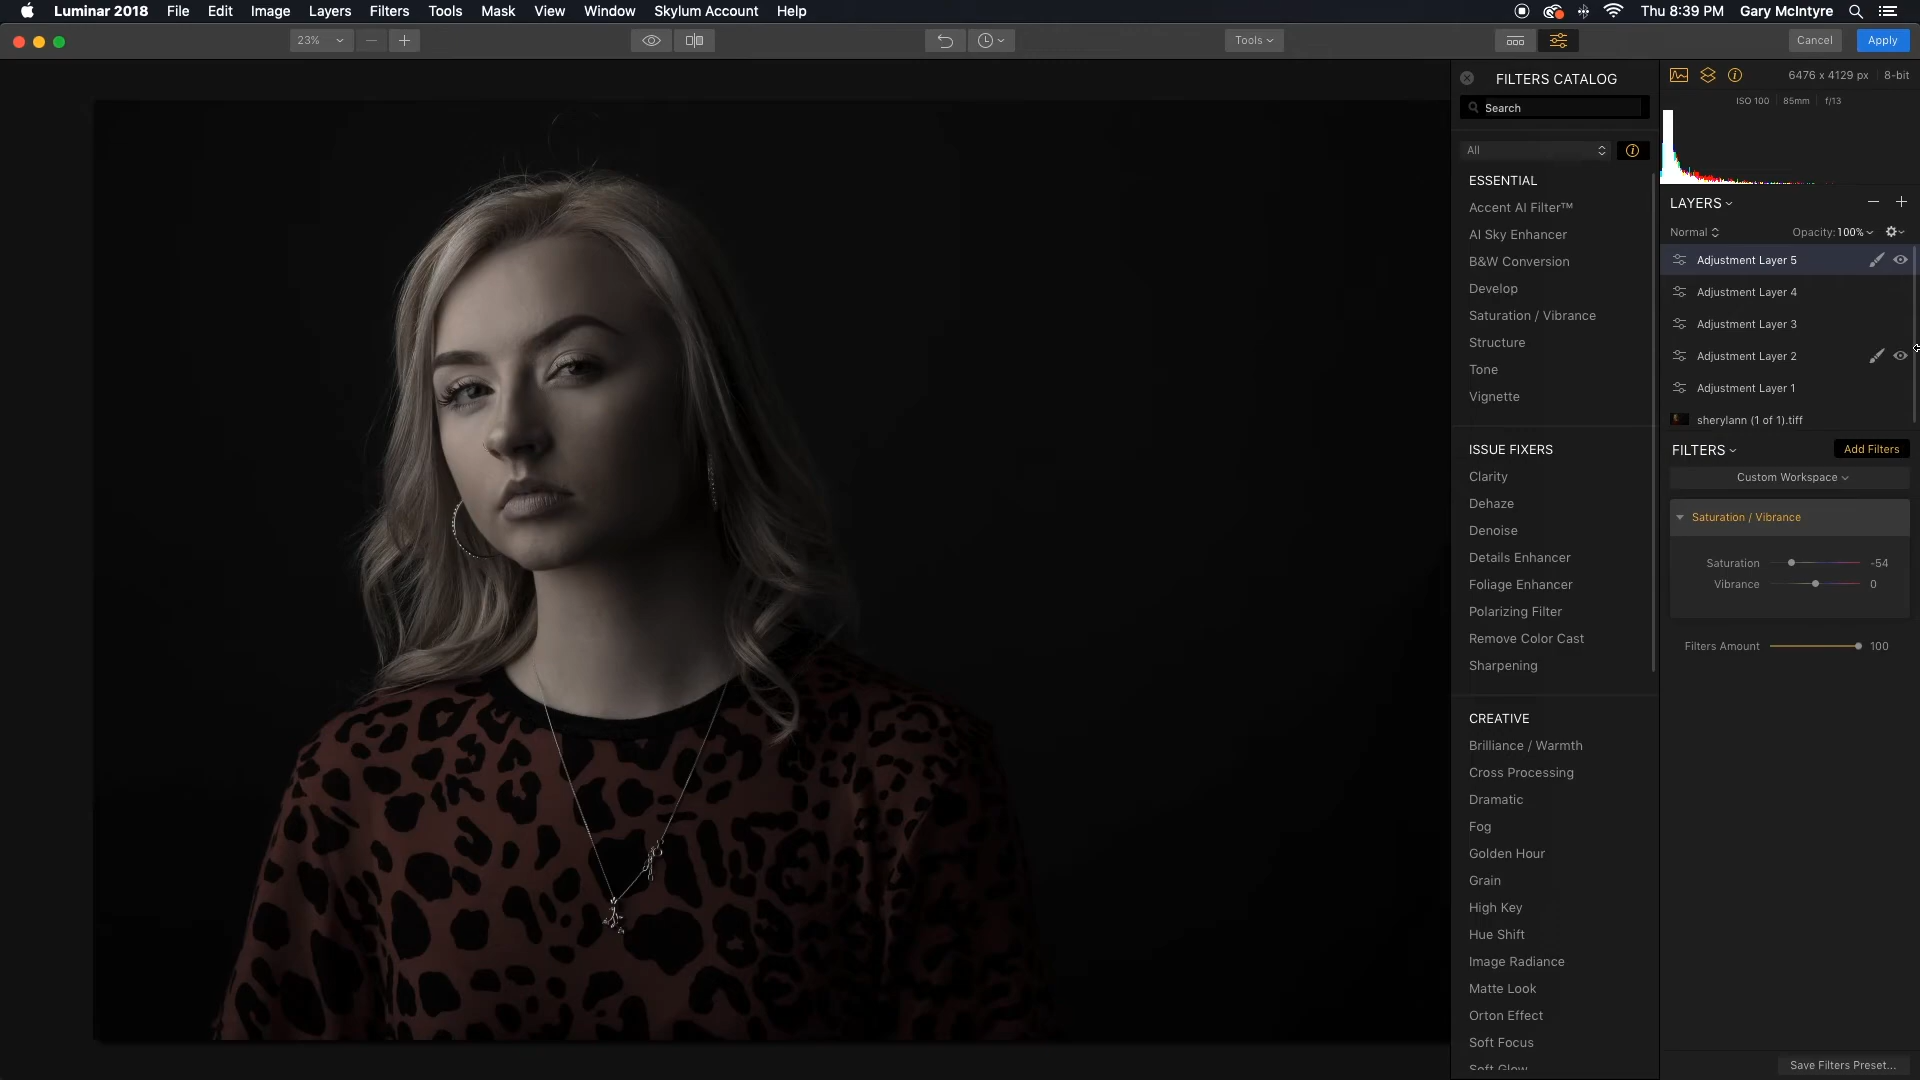 Luminar 2018 File Edit Image Layers Filters Tools Mask View Window Skylum Account Help Thu 8:39 PM Gary McIntyre
23% Tools Cancel Apply
FILTERS CATALOG
Search
All
ESSENTIAL
Accent AI Filter™
AI Sky Enhancer
B&W Conversion
Develop
Saturation / Vibrance
Structure
Tone
Vignette
ISSUE FIXERS
Clarity
Dehaze
Denoise
Details Enhancer
Foliage Enhancer
Polarizing Filter
Remove Color Cast
Sharpening
CREATIVE
Brilliance / Warmth
Cross Processing
Dramatic
Fog
Golden Hour
Grain
High Key
Hue Shift
Image Radiance
Matte Look
Orton Effect
Soft Focus
Soft Glow
6476 x 4129 px 8-bit
ISO 100 85mm f/13
LAYERS
Normal Opacity: 100%
Adjustment Layer 5
Adjustment Layer 4
Adjustment Layer 3
Adjustment Layer 2
Adjustment Layer 1
sherylann (1 of 1).tiff
FILTERS Add Filters
Custom Workspace
Saturation / Vibrance
Saturation -54
Vibrance 0
Filters Amount 100
Save Filters Preset...